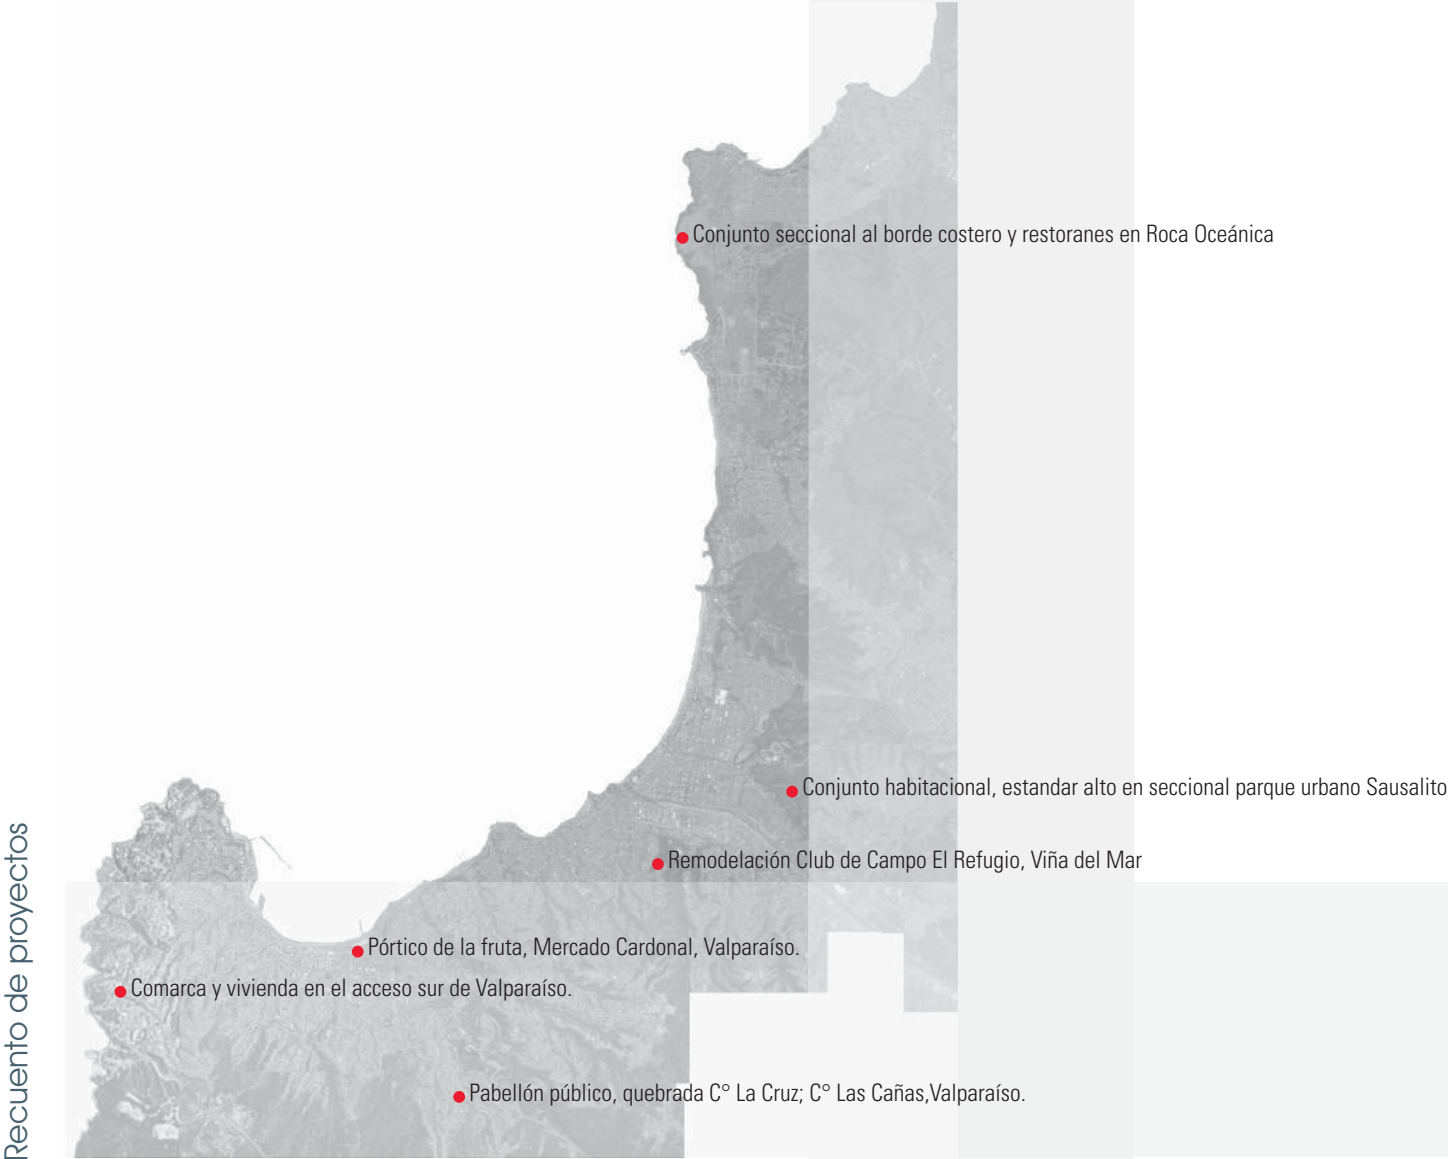 Conjunto seccional al borde costero y restoranes en Roca Oceánica
Conjunto habitacional, estandar alto en seccional parque urbano Sausalito
Remodelación Club de Campo El Refugio, Viña del Mar
Pórtico de la fruta, Mercado Cardonal, Valparaíso.
Comarca y vivienda en el acceso sur de Valparaíso.
Pabellón público, quebrada C° La Cruz; C° Las Cañas,Valparaíso.
Recuento de proyectos